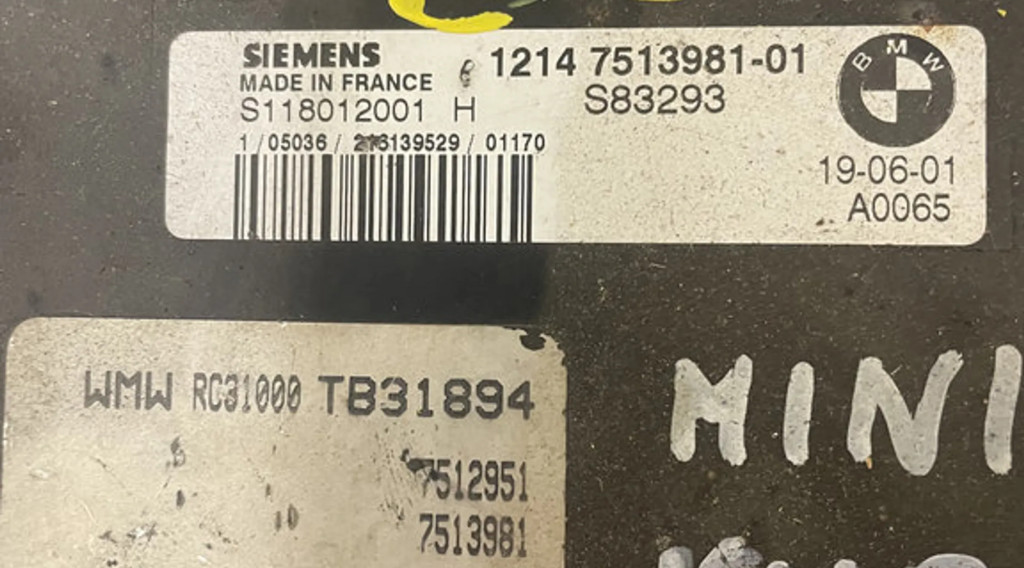 SIEMENS
MADE IN FRANCE
S118012001 H
1214 7513981-01
S83293
BMW
1 / 05036 / 216139529 / 01170
19-06-01
A0065
WMW RC31000 TB31894
7512951
7513981
MINI